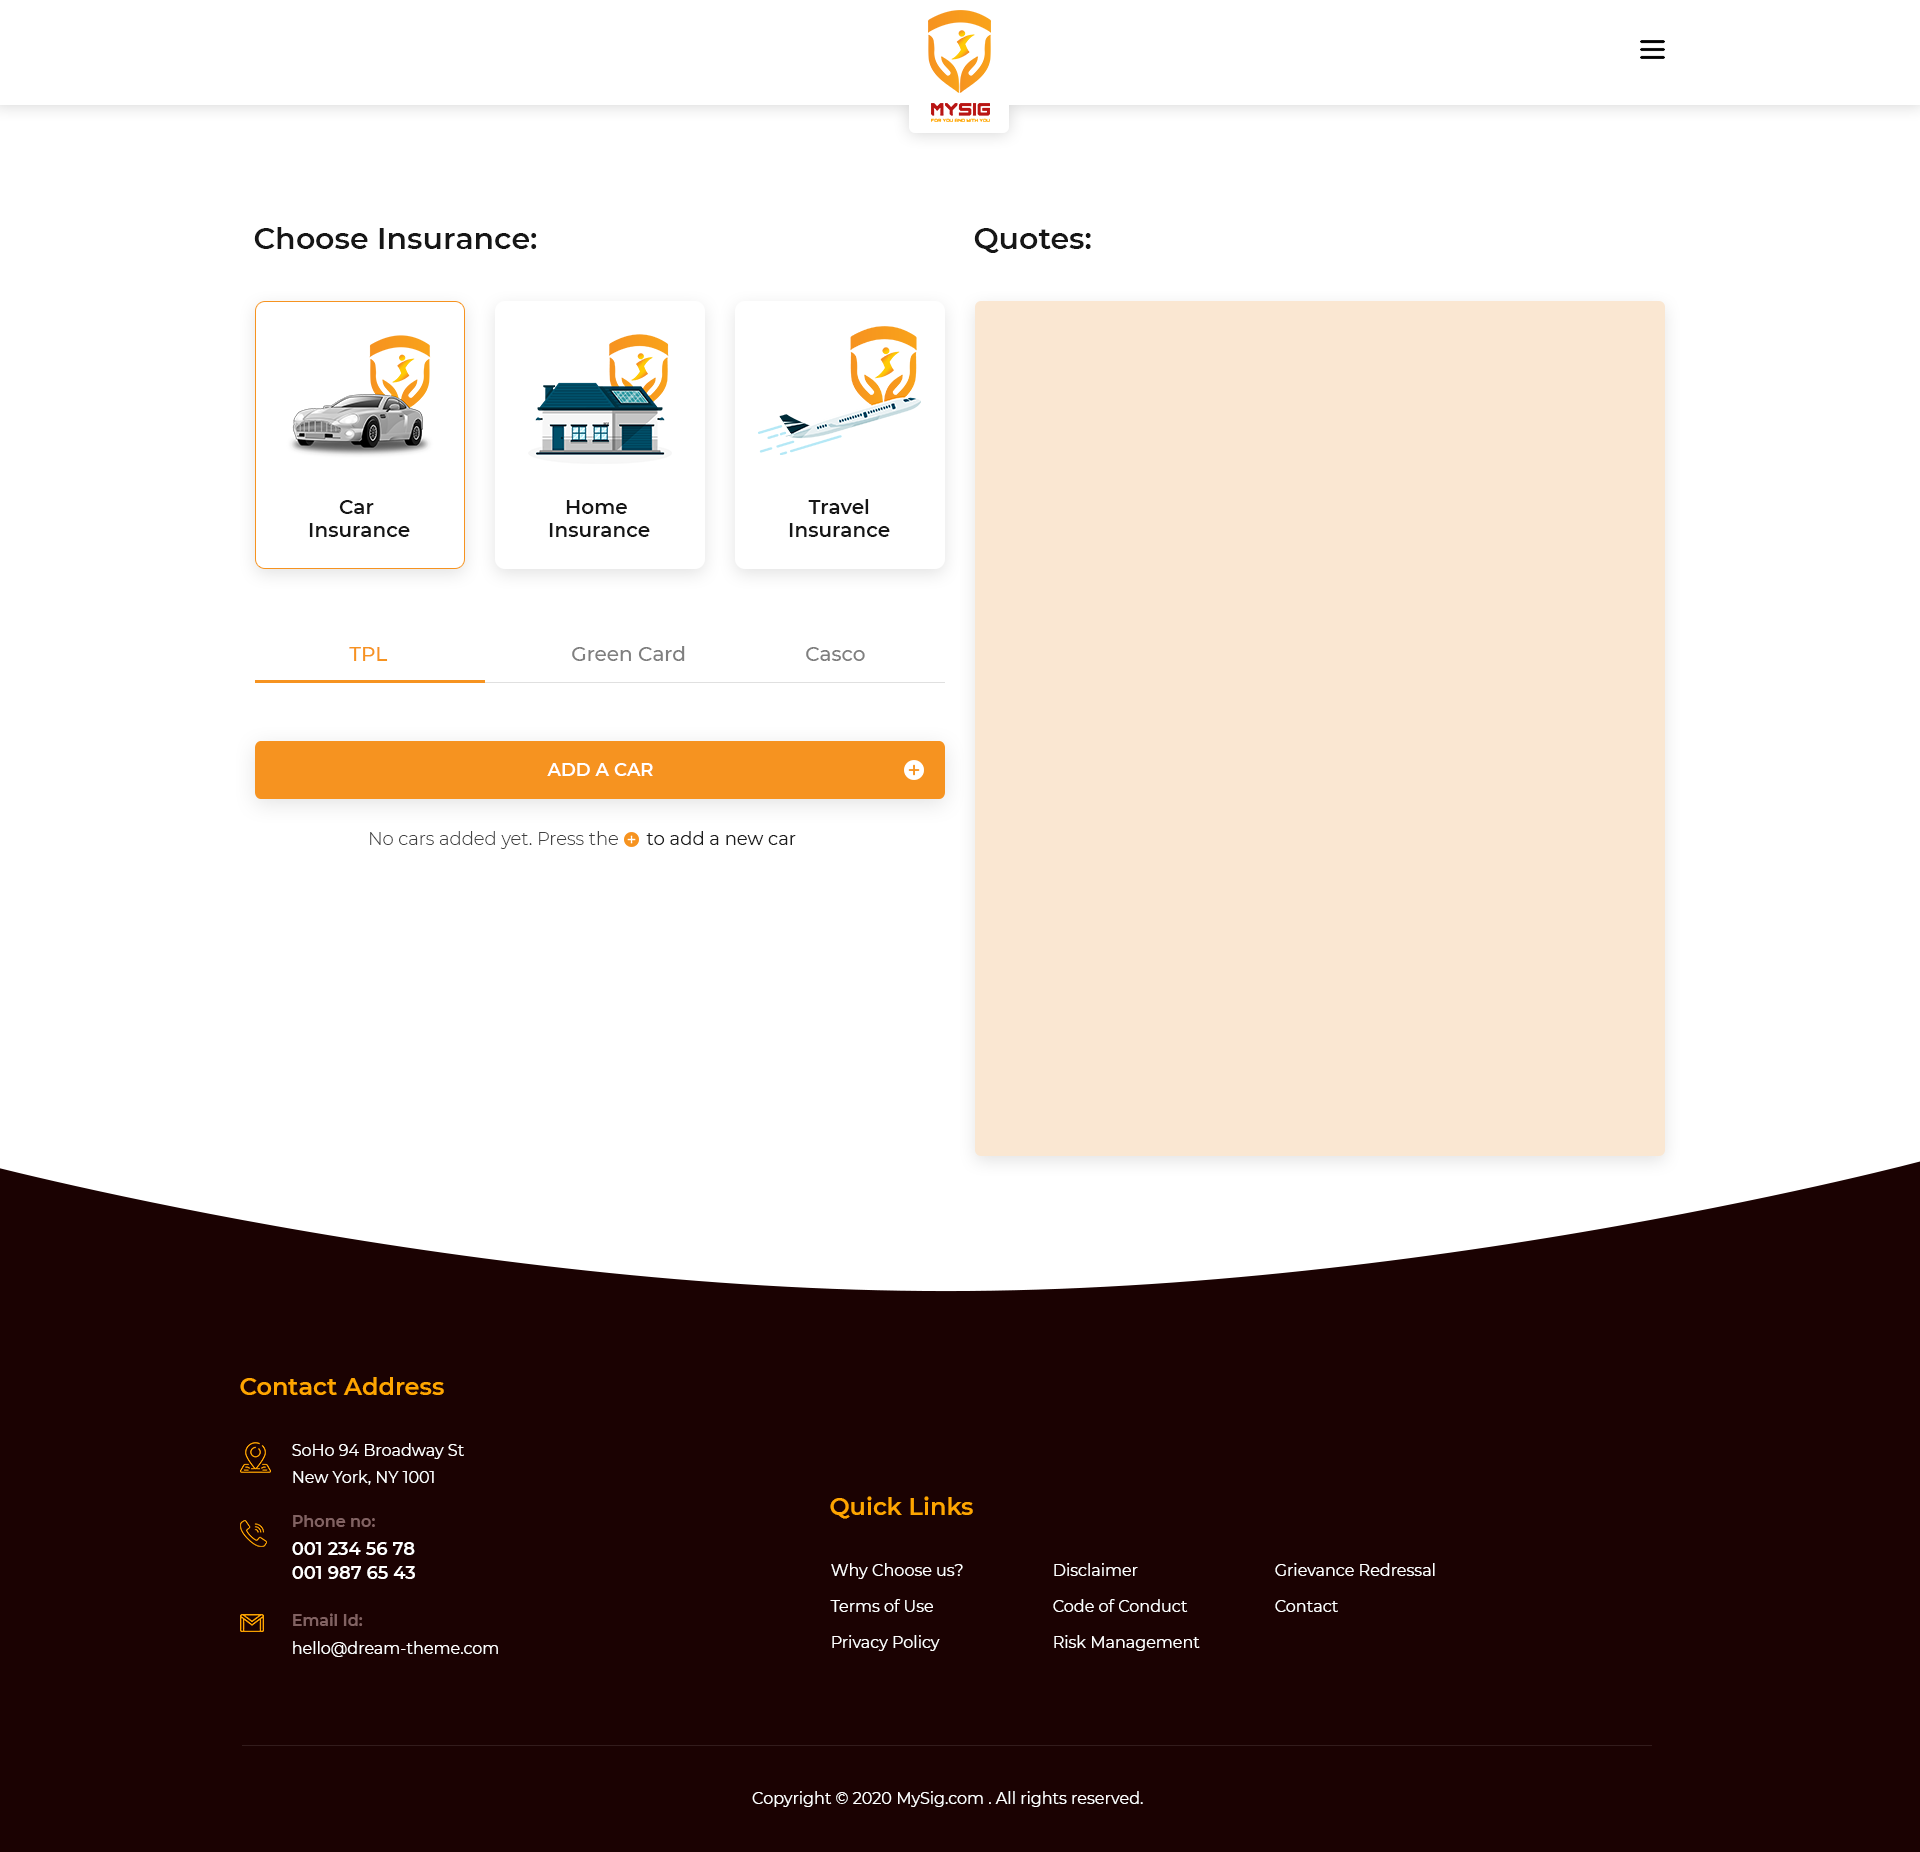 MYSIG
FOR YOU AND WITH YOU
Choose Insurance:
Quotes:
Car
Insurance
Home
Insurance
Travel
Insurance
TPL
Green Card
Casco
ADD A CAR
No cars added yet. Press the to add a new car
Contact Address
SoHo 94 Broadway St
New York, NY 1001
Phone no:
001 234 56 78
001 987 65 43
Email Id:
hello@dream-theme.com
Quick Links
Why Choose us?
Disclaimer
Grievance Redressal
Terms of Use
Code of Conduct
Contact
Privacy Policy
Risk Management
Copyright © 2020 MySig.com . All rights reserved.